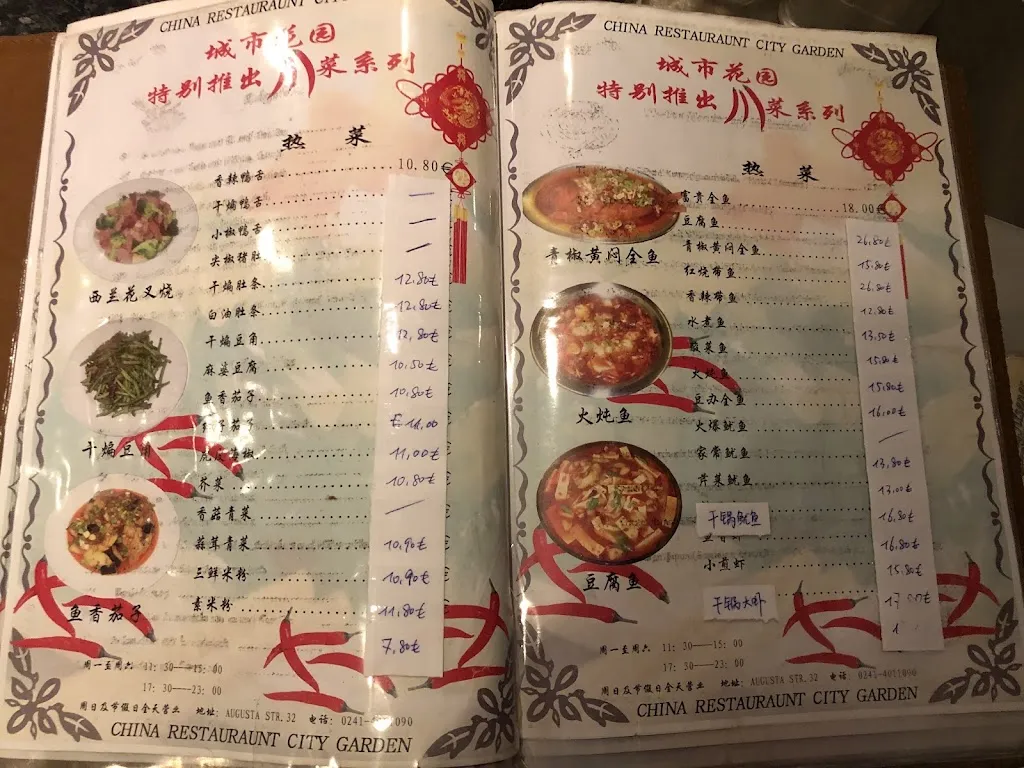 CHINA RESTAURAUNT CITY
城市花园
特别推出川菜系列
热 菜
香辣鸭舌 10.80€
干煸鸭舌 —
小椒鸭舌 —
尖椒猪肚 —
干煸肚条 12.80€
白油肚条 12.80€
干煸豆角 12,80€
麻婆豆腐 10.50€
鱼香茄子 10,80€
€ 14,00
11,00€
芥菜 10,80€
香菇青菜 —
蒜茸青菜 10,90€
三鲜米粉 10,90€
素米粉 11,80€
7,80€
西兰花叉烧
干煸豆角
鱼香茄子
周一至周六 11: 30——15: 00
17: 30——23: 00
周日及节假日全天营业 地址: AUGUSTA STR.32 电话: 0241-4 090
CHINA RESTAURAUNT CITY GARDEN
CHINA RESTAURAUNT CITY GARDEN
城市花园
特别推出川菜系列
热 菜
富贵全鱼 18.00€
豆腐鱼 26,80€
青椒黄闷全鱼 15.80€
红烧带鱼 26.80€
香辣带鱼 12.80€
水煮鱼 13,50€
酸菜鱼 15,80€
火炖鱼 15,80€
豆办全鱼 16,00€
火爆鱿鱼 —
家常鱿鱼 13,80€
芹菜鱿鱼 13,00€
干锅鱿鱼 16,80€
16,80€
小煎虾 15.80€
干锅大卟
青椒黄闷全鱼
火炖鱼
豆腐鱼
周一至周六 11: 30——15: 00
17: 30——23: 00
周日及节假日全天营业 地址: AUGUSTA STR.32 电话: 0241-4011090
CHINA RESTAURAUNT CITY GARDEN